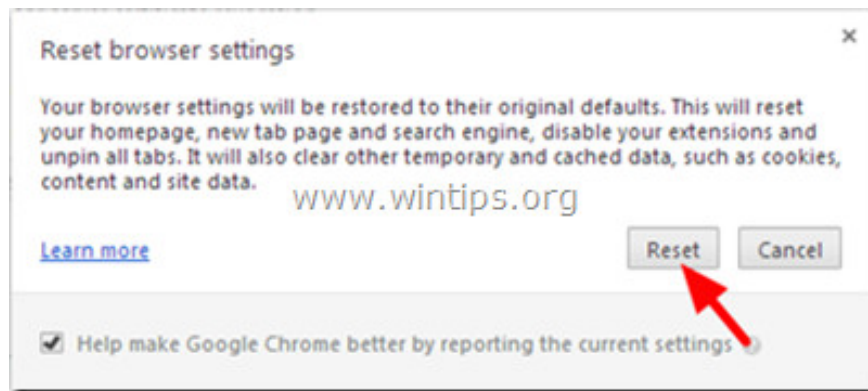 Reset browser settings
Your browser settings will be restored to their original defaults. This will reset
your homepage, new tab page and search engine, disable your extensions and
unpin all tabs. It will also clear other temporary and cached data, such as cookies,
content and site data.
www.wintips.org
Learn more
Reset
Cancel
Help make Google Chrome better by reporting the current settings